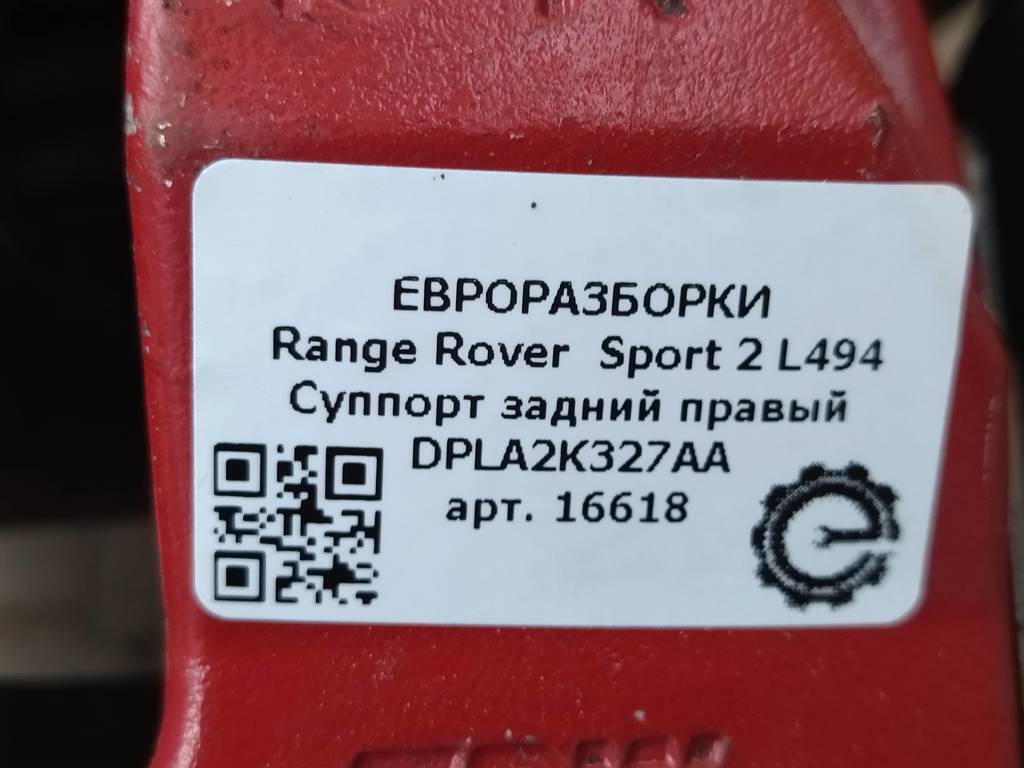 ЕВРОРАЗБОРКИ
Range Rover Sport 2 L494
Суппорт задний правый
DPLA2K327AA
арт. 16618